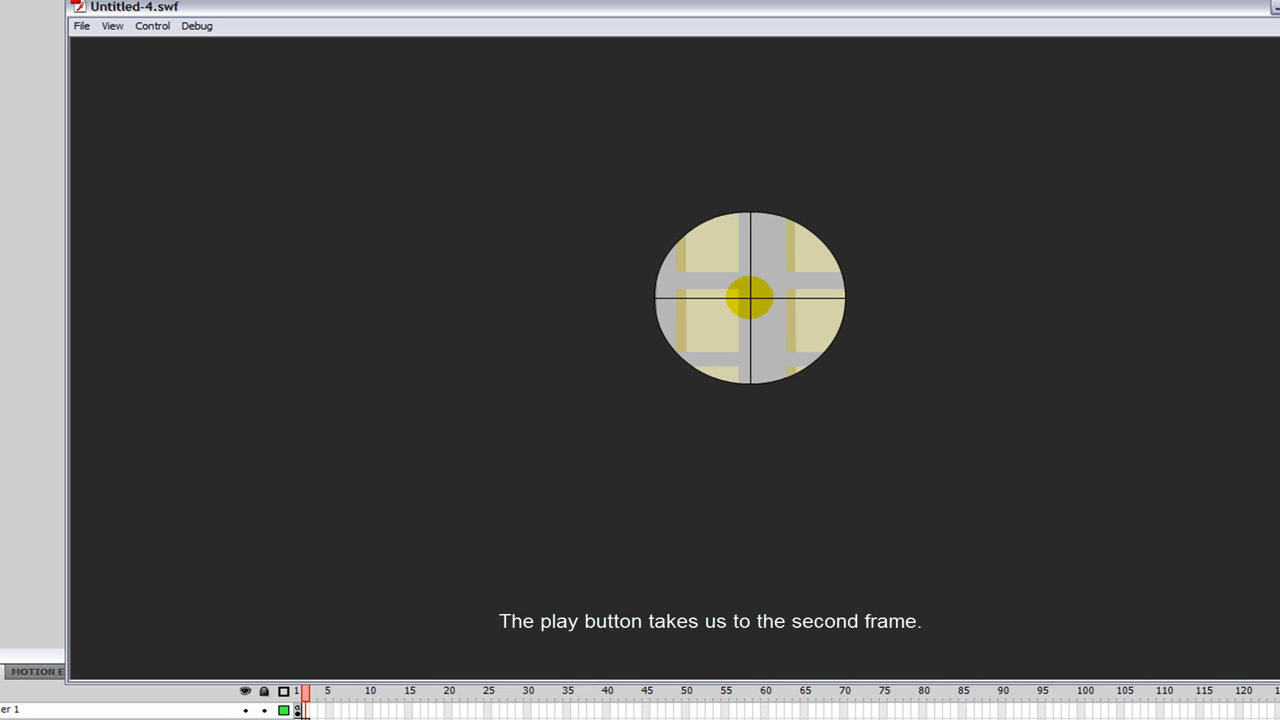 Untitled-4.swf
File View Control Debug
The play button takes us to the second frame.
MOTION E
1 5 10 15 20 25 30 35 40 45 50 55 60 65 70 75 80 85 90 95 100 105 110 115 120
er 1